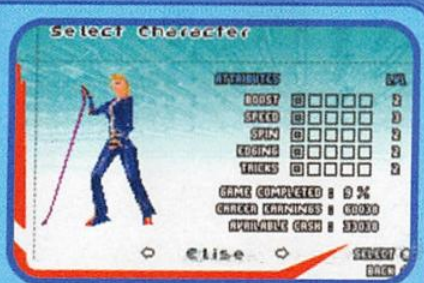 Select Character
ATTRIBUTES LVL
BOOST 2
SPEED 3
SPIN 2
EDGING 2
TRICKS 2
GAME COMPLETED : 9 %
CAREER EARNINGS : 60030
AVAILABLE CASH : 33030
Elise
SELECT
BACK